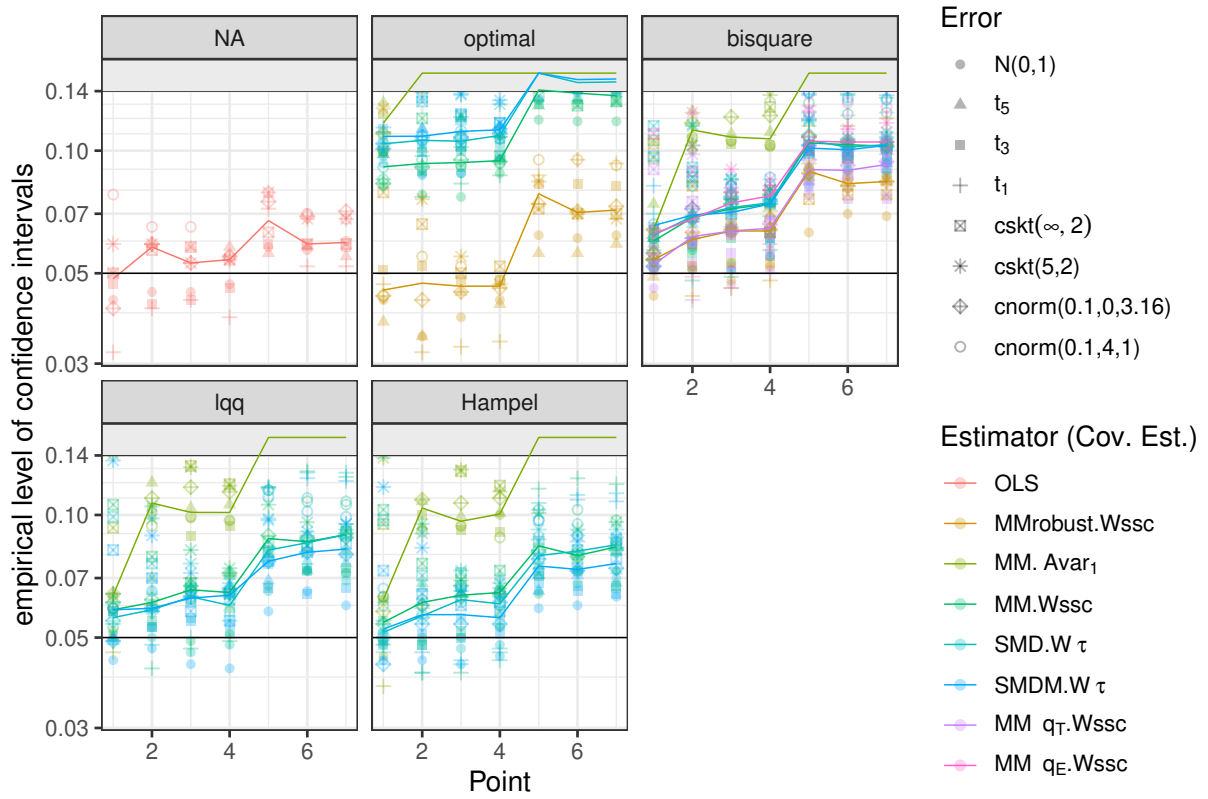 NA
optimal
bisquare
0.14
0.10
0.07
0.05
0.03
2
4
6
lqq
Hampel
0.14
0.10
0.07
0.05
0.03
2
4
6
2
4
6
Point
empirical level of confidence intervals
Error
N(0,1)
t5
t3
t1
cskt(∞, 2)
cskt(5,2)
cnorm(0.1,0,3.16)
cnorm(0.1,4,1)
Estimator (Cov. Est.)
OLS
MMrobust.Wssc
MM. Avar1
MM.Wssc
SMD.W τ
SMDM.W τ
MM qT.Wssc
MM qE.Wssc